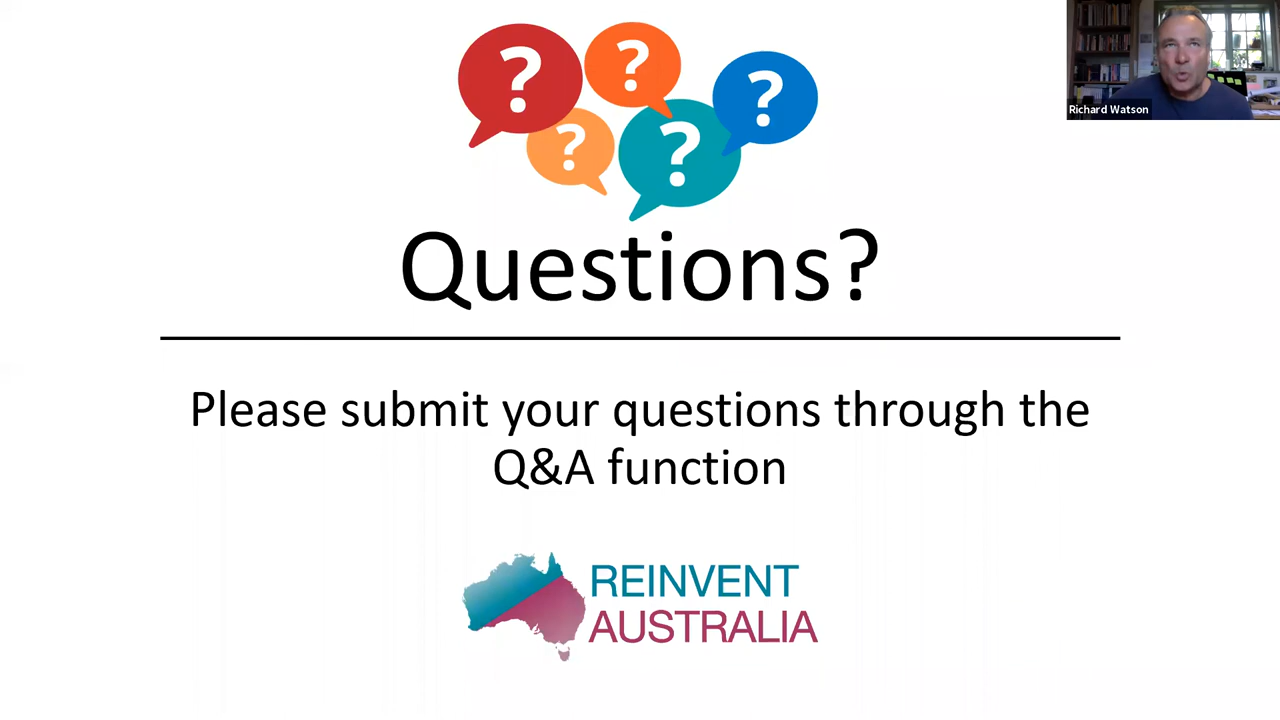 ? ? ? ? ?
Richard Watson
Questions?
Please submit your questions through the
Q&A function
REINVENT
AUSTRALIA